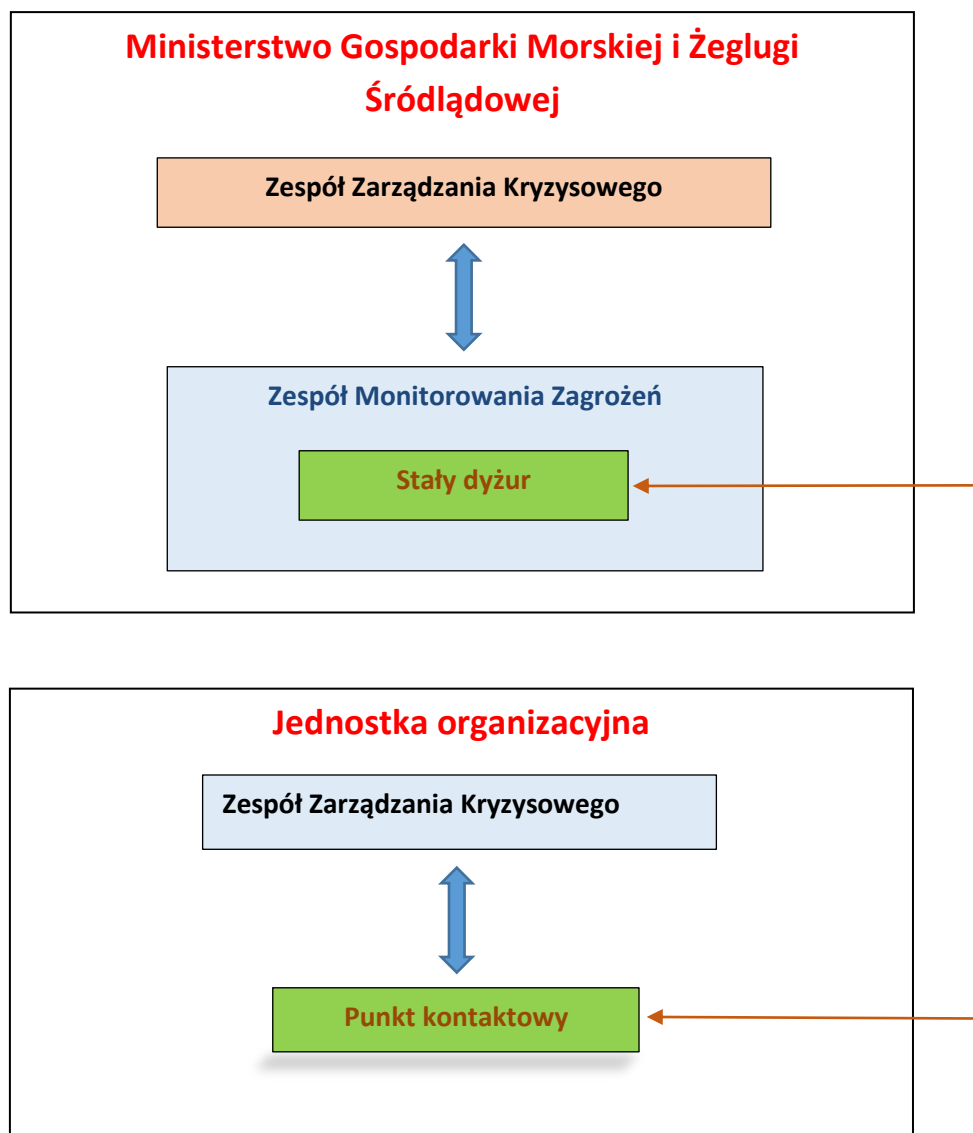 Ministerstwo Gospodarki Morskiej i Żeglugi
Śródlądowej
Zespół Zarządzania Kryzysowego
Zespół Monitorowania Zagrożeń
Stały dyżur
Jednostka organizacyjna
Zespół Zarządzania Kryzysowego
Punkt kontaktowy